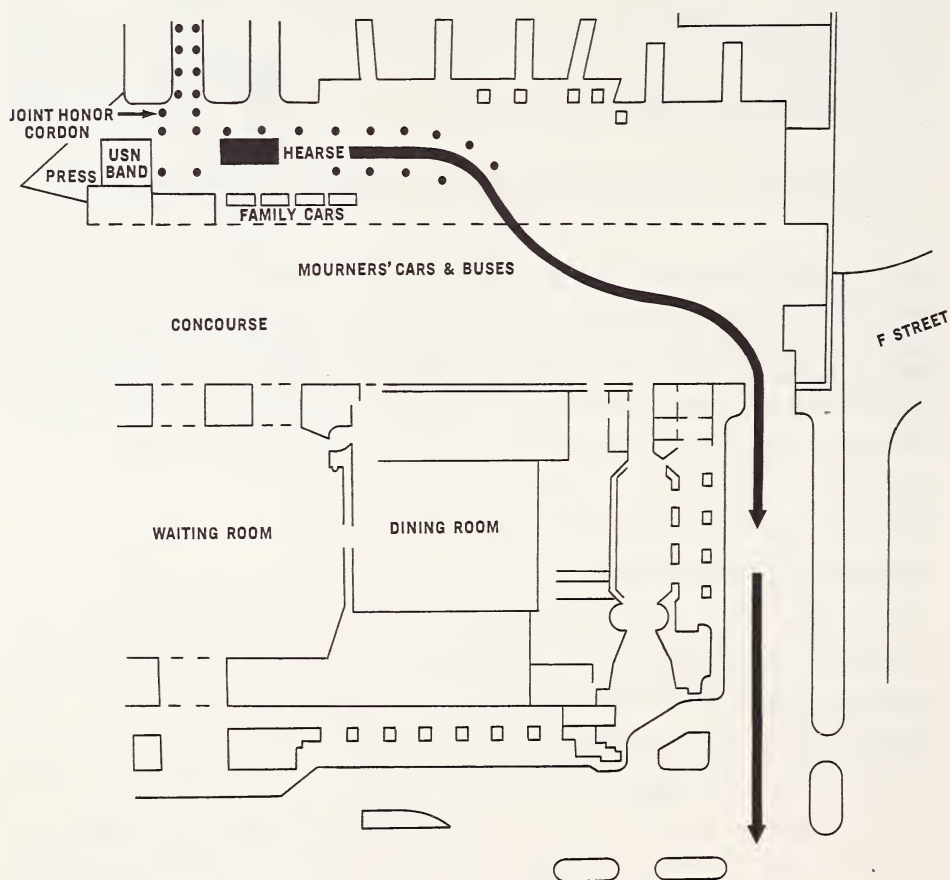 JOINT HONOR
CORDON
USN
BAND
PRESS
HEARSE
FAMILY CARS
MOURNERS' CARS & BUSES
CONCOURSE
F STREET
WAITING ROOM
DINING ROOM